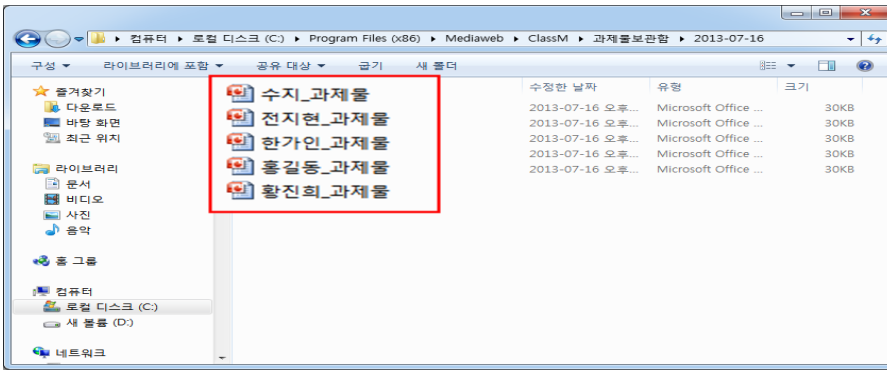 컴퓨터 ▸ 로컬 디스크 (C:) ▸ Program Files (x86) ▸ Mediaweb ▸ ClassM ▸ 과제물보관함 ▸ 2013-07-16
구성 라이브러리에 포함 공유 대상 굽기 새 폴더
수정한 날짜 유형 크기
즐겨찾기
다운로드
바탕 화면
최근 위치
라이브러리
문서
비디오
사진
음악
홈 그룹
컴퓨터
로컬 디스크 (C:)
새 볼륨 (D:)
네트워크
수지_과제물
전지현_과제물
한가인_과제물
홍길동_과제물
황진희_과제물
2013-07-16 오후... Microsoft Office ... 30KB
2013-07-16 오후... Microsoft Office ... 30KB
2013-07-16 오후... Microsoft Office ... 30KB
2013-07-16 오후... Microsoft Office ... 30KB
2013-07-16 오후... Microsoft Office ... 30KB